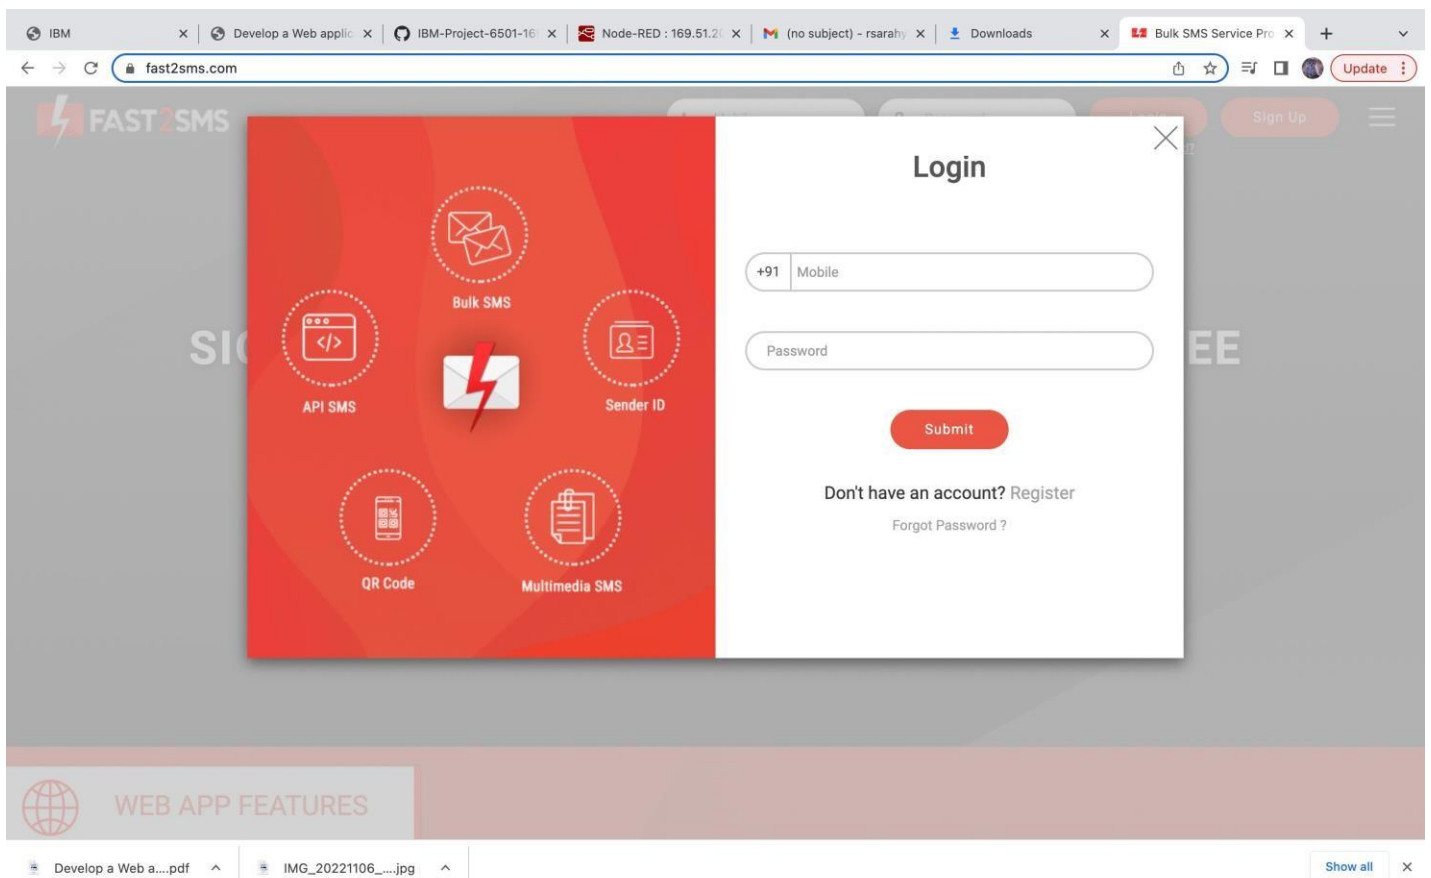 IBM
Develop a Web applic
IBM-Project-6501-16
Node-RED : 169.51.2
(no subject) - rsarahy
Downloads
Bulk SMS Service Pro
fast2sms.com
Update
FAST2SMS
Sign Up
Login
+91 Mobile
Password
Submit
Don't have an account? Register
Forgot Password ?
Bulk SMS
API SMS
Sender ID
QR Code
Multimedia SMS
EE
WEB APP FEATURES
Develop a Web a....pdf
IMG_20221106_....jpg
Show all